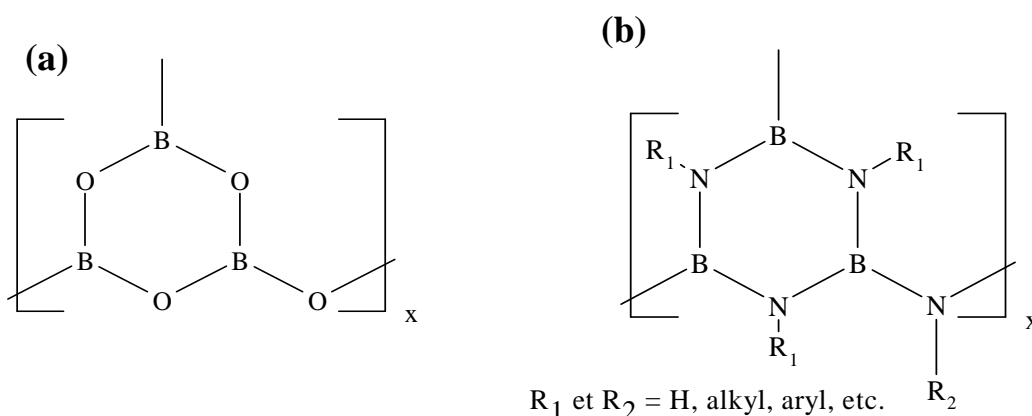 (a)
B
O O
B B
O O
x
(b)
B
R1 N N R1
B B
N N
R1 R2
x
R1 et R2 = H, alkyl, aryl, etc.